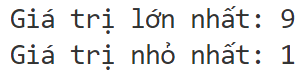 Giá trị lớn nhất: 9
Giá trị nhỏ nhất: 1